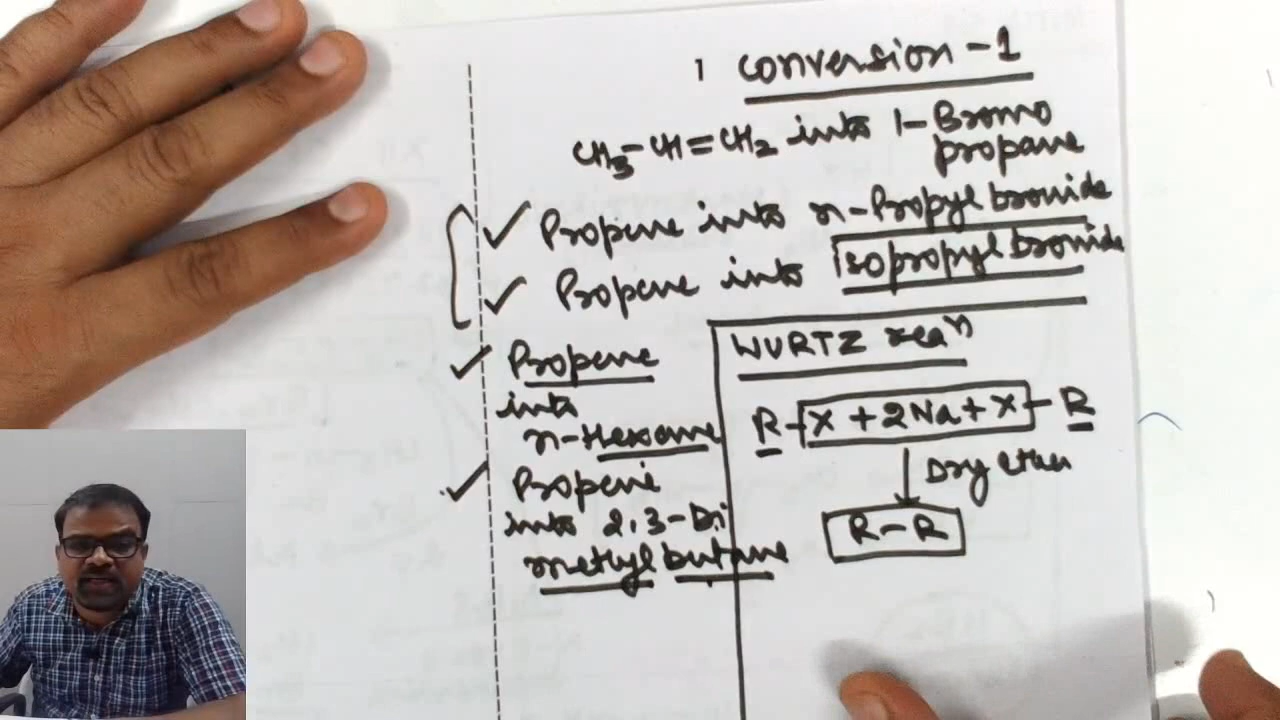 conversion-1
CH3-CH=CH2 into 1-Bromo
propane
✓ Propene into n-Propyl bromide
✓ Propene into Isopropyl bromide
✓ Propene
into
n-Hexane
✓ Propene
into 2,3-Di
methyl butane
WURTZ reaⁿ
R-X + 2Na + X-R
↓ Dry ether
R-R